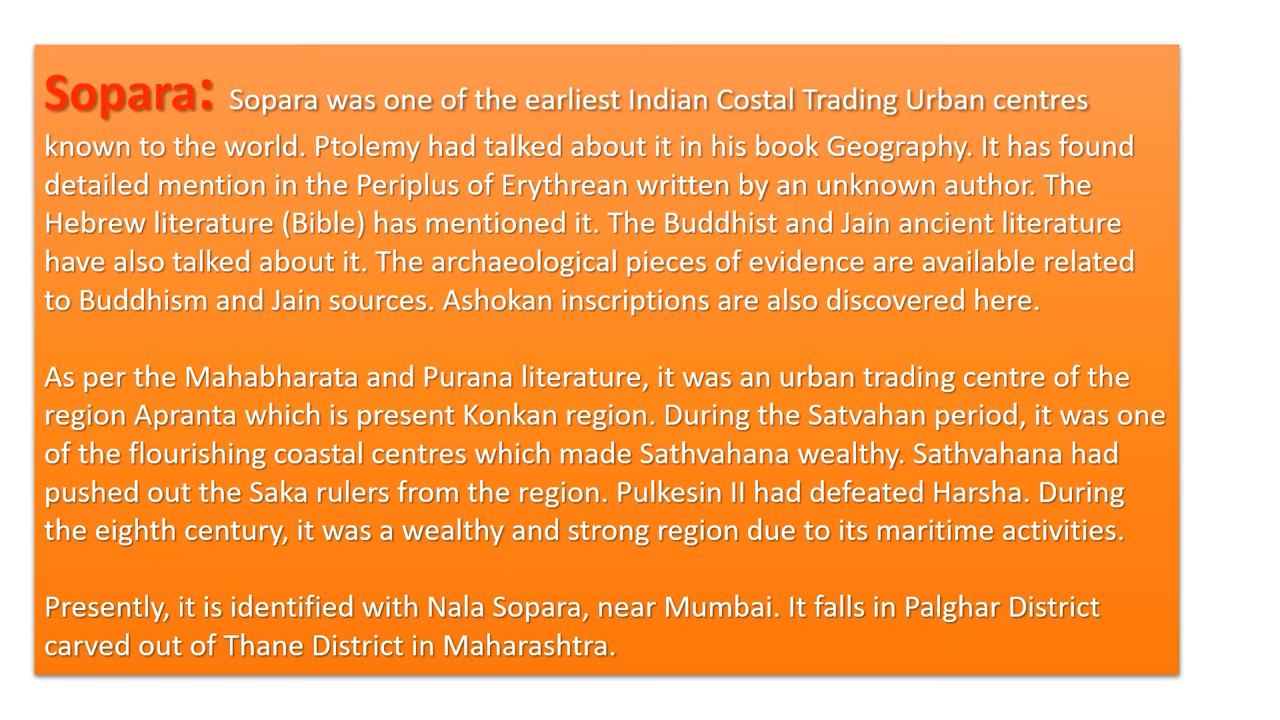 Sopara: Sopara was one of the earliest Indian Costal Trading Urban centres
known to the world. Ptolemy had talked about it in his book Geography. It has found
detailed mention in the Periplus of Erythrean written by an unknown author. The
Hebrew literature (Bible) has mentioned it. The Buddhist and Jain ancient literature
have also talked about it. The archaeological pieces of evidence are available related
to Buddhism and Jain sources. Ashokan inscriptions are also discovered here.
As per the Mahabharata and Purana literature, it was an urban trading centre of the
region Apranta which is present Konkan region. During the Satvahan period, it was one
of the flourishing coastal centres which made Sathvahana wealthy. Sathvahana had
pushed out the Saka rulers from the region. Pulkesin II had defeated Harsha. During
the eighth century, it was a wealthy and strong region due to its maritime activities.
Presently, it is identified with Nala Sopara, near Mumbai. It falls in Palghar District
carved out of Thane District in Maharashtra.